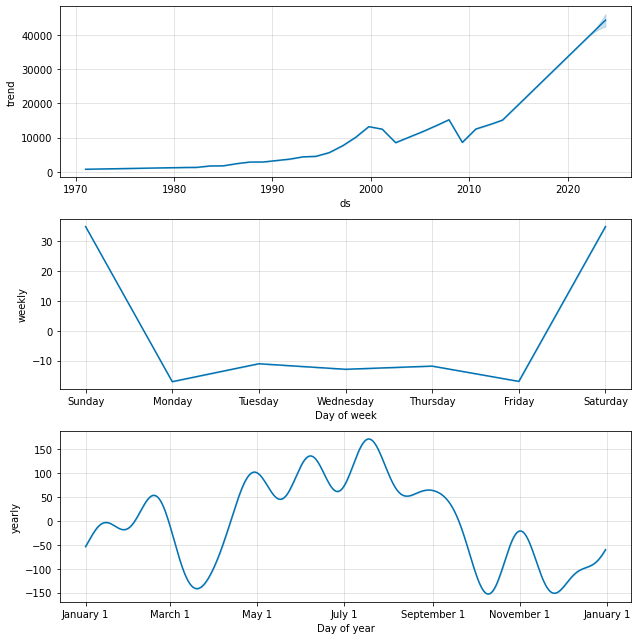 40000
30000
20000
10000
0
trend
1970 1980 1990 2000 2010 2020
ds
30
20
10
0
−10
weekly
Sunday Monday Tuesday Wednesday Thursday Friday Saturday
Day of week
150
100
50
0
−50
−100
−150
yearly
January 1 March 1 May 1 July 1 September 1 November 1 January 1
Day of year